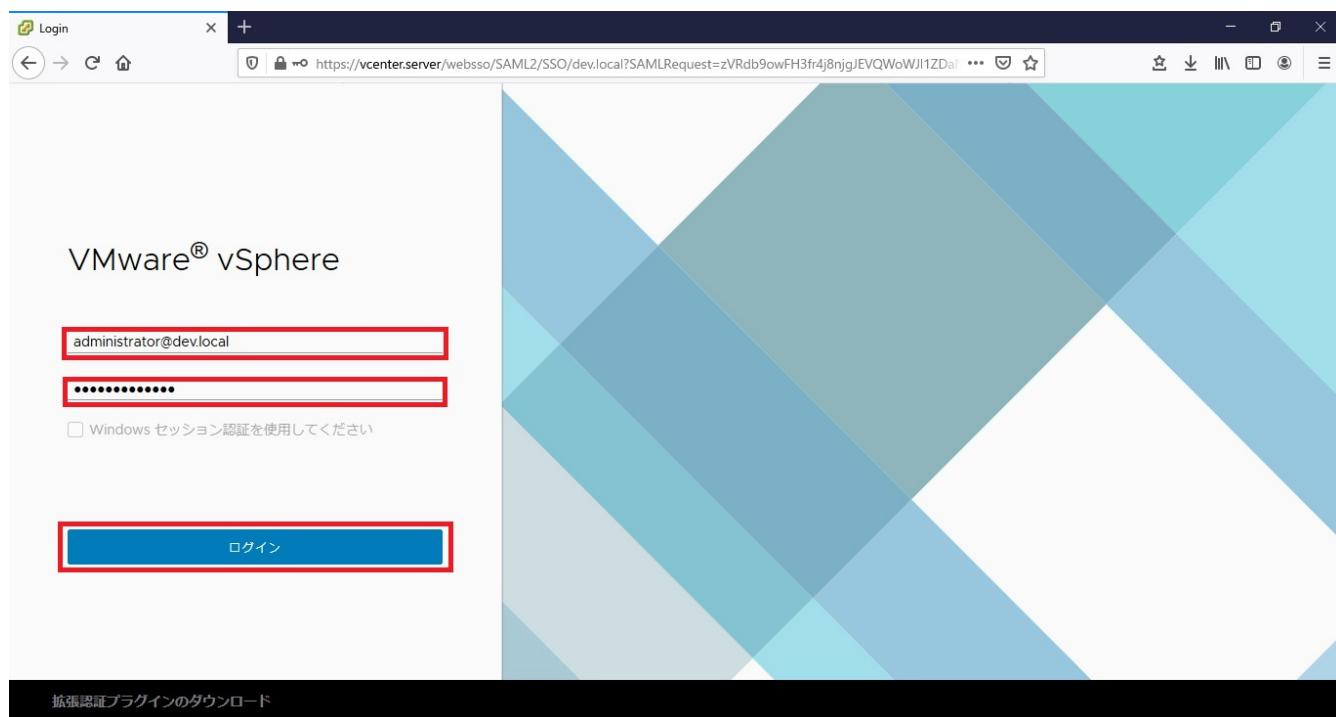 Login
https://vcenter.server/websso/SAML2/SSO/dev.local?SAMLRequest=zVRdb9owFH3fr4j8njgJEVQWoWJI1ZDa
VMware® vSphere
administrator@dev.local
•••••••••••••
Windows セッション認証を使用してください
ログイン
拡張認証プラグインのダウンロード